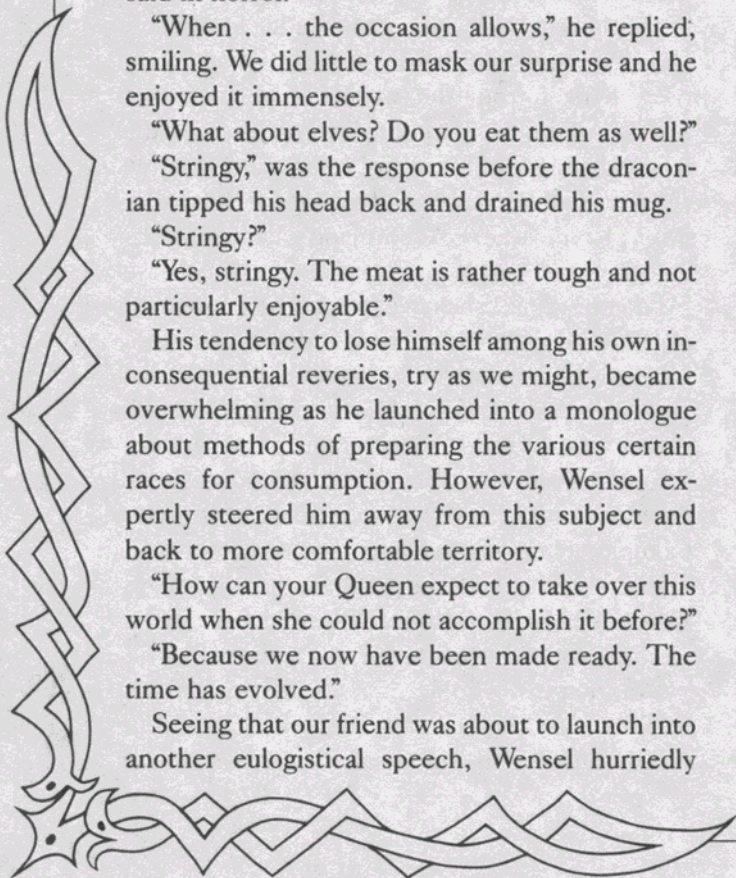 "When . . . the occasion allows," he replied,
smiling. We did little to mask our surprise and he
enjoyed it immensely.
"What about elves? Do you eat them as well?"
"Stringy," was the response before the dracon-
ian tipped his head back and drained his mug.
"Stringy?"
"Yes, stringy. The meat is rather tough and not
particularly enjoyable."
His tendency to lose himself among his own in-
consequential reveries, try as we might, became
overwhelming as he launched into a monologue
about methods of preparing the various certain
races for consumption. However, Wensel ex-
pertly steered him away from this subject and
back to more comfortable territory.
"How can your Queen expect to take over this
world when she could not accomplish it before?"
"Because we now have been made ready. The
time has evolved."
Seeing that our friend was about to launch into
another eulogistical speech, Wensel hurriedly